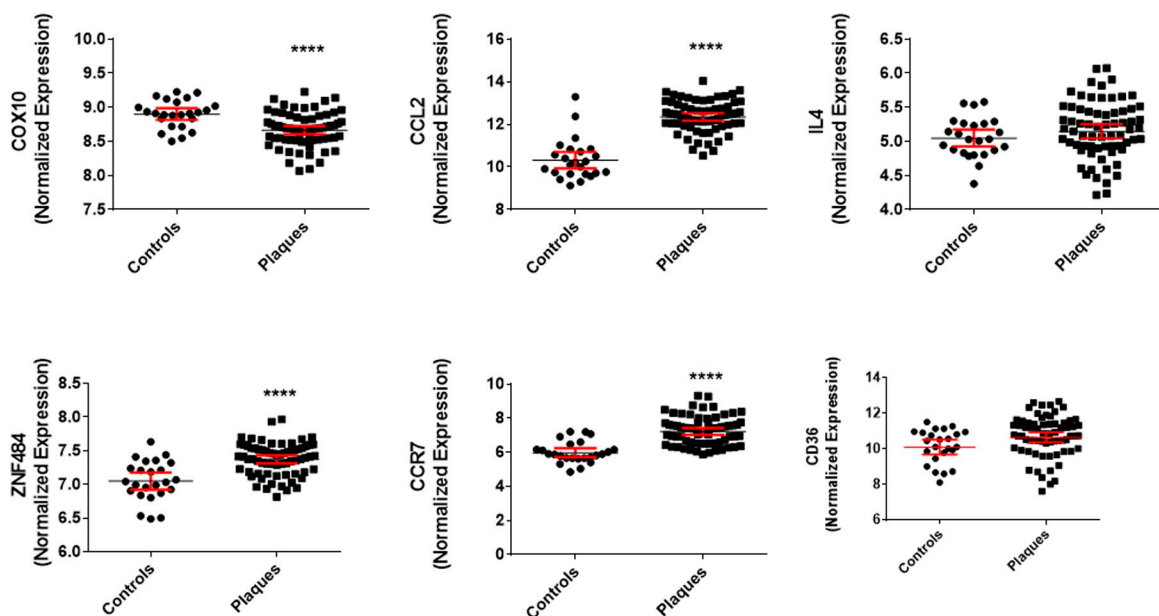 COX10
(Normalized Expression)
10.0
9.5
9.0
8.5
8.0
7.5
****
Controls
Plaques
CCL2
(Normalized Expression)
16
14
12
10
8
****
Controls
Plaques
IL4
(Normalized Expression)
6.5
6.0
5.5
5.0
4.5
4.0
Controls
Plaques
ZNF484
(Normalized Expression)
8.5
8.0
7.5
7.0
6.5
6.0
****
Controls
Plaques
CCR7
(Normalized Expression)
10
8
6
4
2
0
****
Controls
Plaques
CD36
(Normalized Expression)
14
12
10
8
6
Controls
Plaques